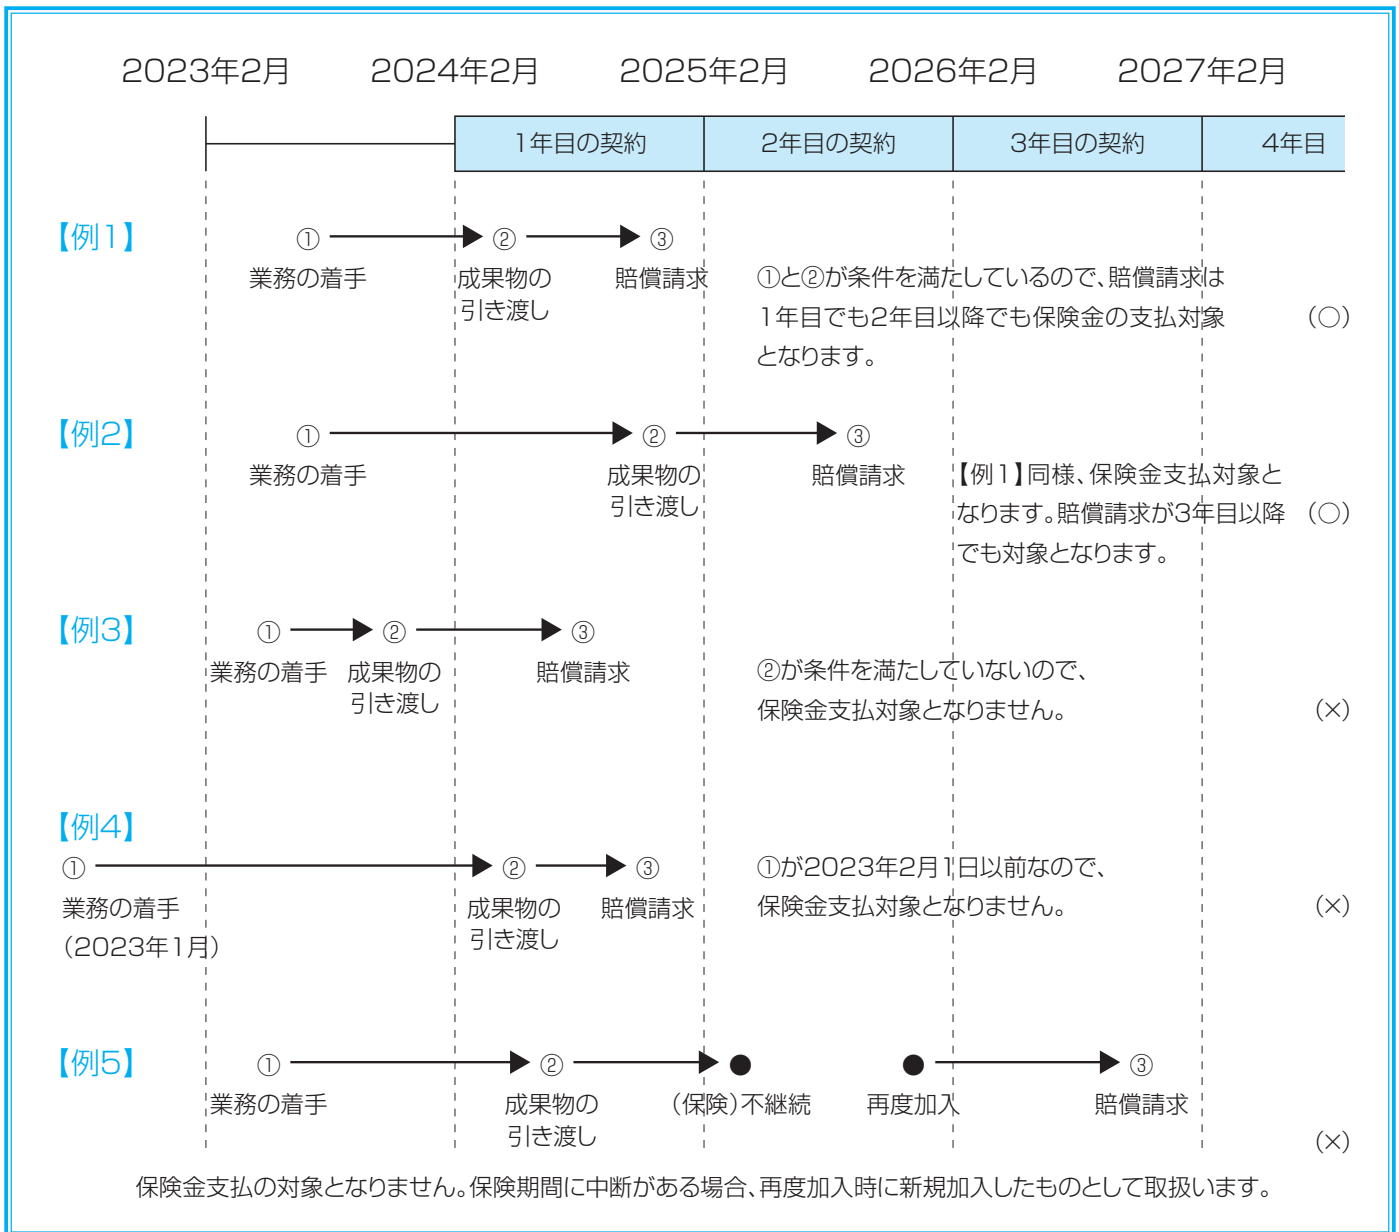 2023年2月 2024年2月 2025年2月 2026年2月 2027年2月
1年目の契約 2年目の契約 3年目の契約 4年目
【例1】
① ② ③
業務の着手 成果物の 賠償請求
引き渡し
①と②が条件を満たしているので、賠償請求は
1年目でも2年目以降でも保険金の支払対象 (○)
となります。
【例2】
① ② ③
業務の着手 成果物の 賠償請求
引き渡し
【例1】同様、保険金支払対象と
なります。賠償請求が3年目以降 (○)
でも対象となります。
【例3】
① ② ③
業務の着手 成果物の 賠償請求
引き渡し
②が条件を満たしていないので、
保険金支払対象となりません。 (×)
【例4】
① ② ③
業務の着手 成果物の 賠償請求
(2023年1月) 引き渡し
①が2023年2月1日以前なので、
保険金支払対象となりません。 (×)
【例5】
① ② ● ● ③
業務の着手 成果物の (保険)不継続 再度加入 賠償請求
引き渡し
(×)
保険金支払の対象となりません。保険期間に中断がある場合、再度加入時に新規加入したものとして取扱います。